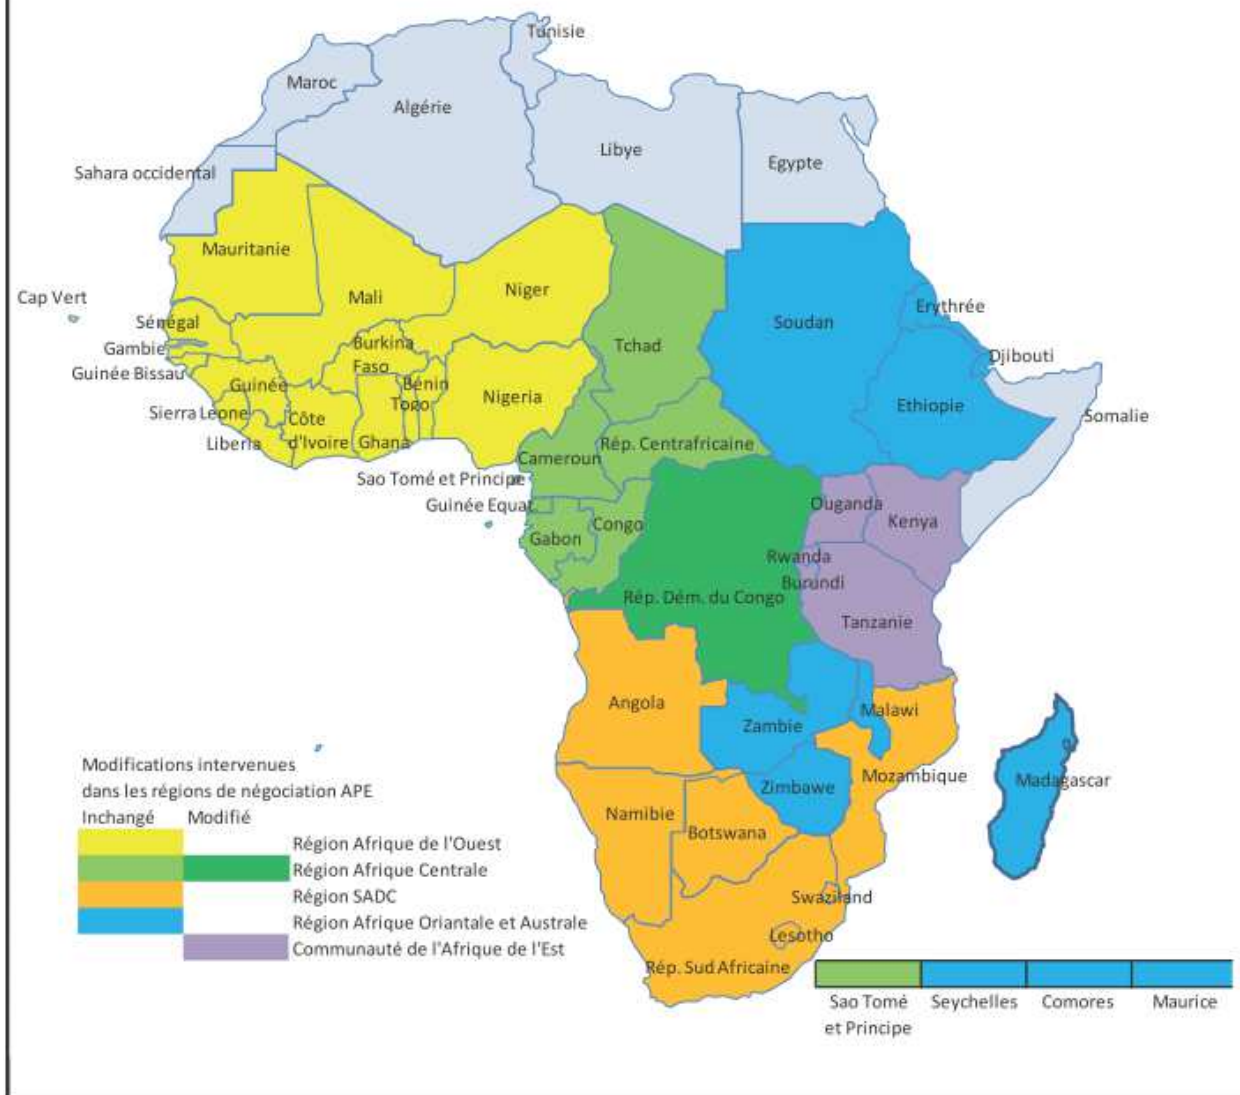 Tunisie
Maroc
Algérie
Libye
Egypte
Sahara occidental
Mauritanie
Mali
Niger
Cap Vert
Sénégal
Gambie
Guinée Bissau
Guinée
Sierra Leone
Liberia
Côte
d'Ivoire
Burkina
Faso
Bénin
Togo
Ghana
Nigeria
Tchad
Soudan
Erythrée
Djibouti
Ethiopie
Somalie
Rép. Centrafricaine
Cameroun
Sao Tomé et Principe
Guinée Equat
Gabon
Congo
Ouganda
Kenya
Rwanda
Burundi
Rép. Dém. du Congo
Tanzanie
Angola
Zambie
Malawi
Mozambique
Zimbawe
Madagascar
Namibie
Botswana
Swaziland
Lesotho
Rép. Sud Africaine
Modifications intervenues
dans les régions de négociation APE
Inchangé Modifié
Région Afrique de l'Ouest
Région Afrique Centrale
Région SADC
Région Afrique Oriantale et Australe
Communauté de l'Afrique de l'Est
Sao Tomé
et Principe
Seychelles
Comores
Maurice